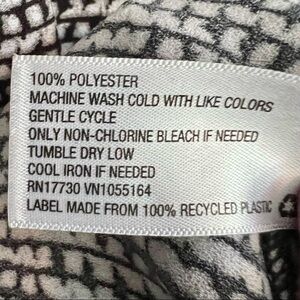 100% POLYESTER
MACHINE WASH COLD WITH LIKE COLORS
GENTLE CYCLE
ONLY NON-CHLORINE BLEACH IF NEEDED
TUMBLE DRY LOW
COOL IRON IF NEEDED
RN17730 VN1055164
LABEL MADE FROM 100% RECYCLED PLASTIC